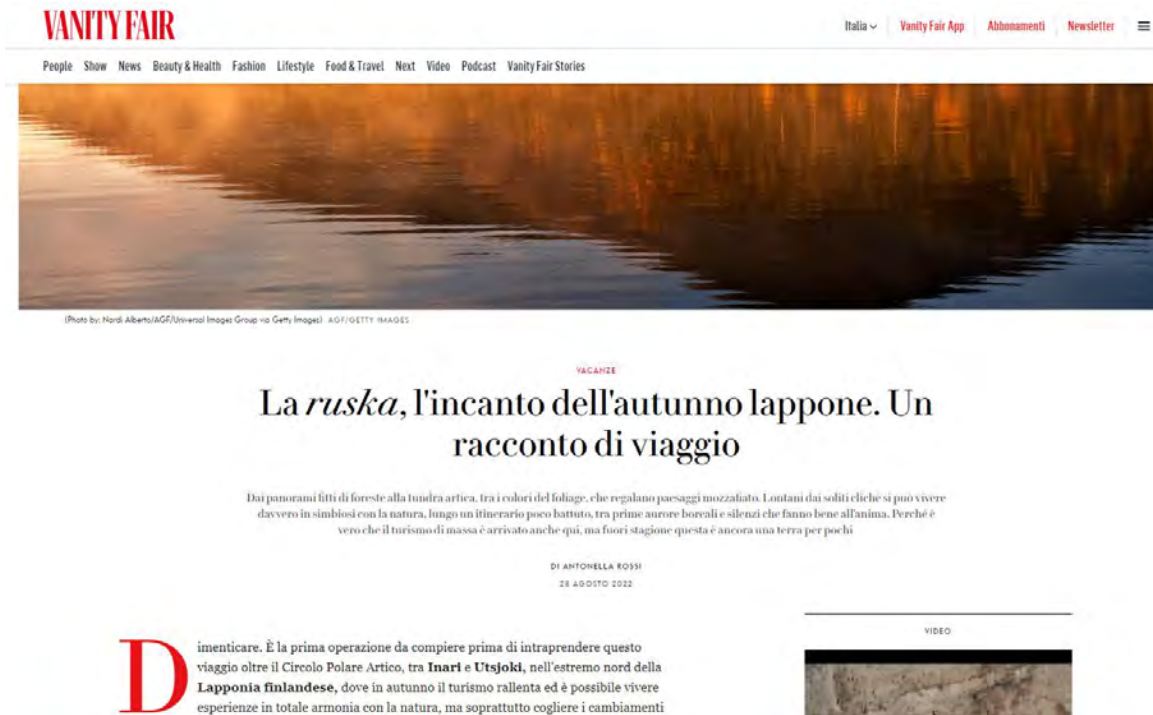 VANITY FAIR
Italia Vanity Fair App Abbonamenti Newsletter
People Show News Beauty & Health Fashion Lifestyle Food & Travel Next Video Podcast Vanity Fair Stories
(Photo by: Nardi Alberto/AGF/Universal Images Group via Getty Images) AGF/GETTY IMAGES
VACANZE
La ruska, l'incanto dell'autunno lappone. Un
racconto di viaggio
Dai panorami fitti di foreste alla tundra artica, tra i colori del foliage, che regalano paesaggi mozzafiato. Lontani dai soliti cliche si può vivere
davvero in simbiosi con la natura, lungo un itinerario poco battuto, tra prime aurore boreali e silenzi che fanno bene all'anima. Perché è
vero che il turismo di massa è arrivato anche qui, ma fuori stagione questa è ancora una terra per pochi
DI ANTONELLA ROSSI
28 AGOSTO 2022
VIDEO
Dimenticare. È la prima operazione da compiere prima di intraprendere questo
viaggio oltre il Circolo Polare Artico, tra Inari e Utsjoki, nell'estremo nord della
Lapponia finlandese, dove in autunno il turismo rallenta ed è possibile vivere
esperienze in totale armonia con la natura, ma soprattutto cogliere i cambiamenti